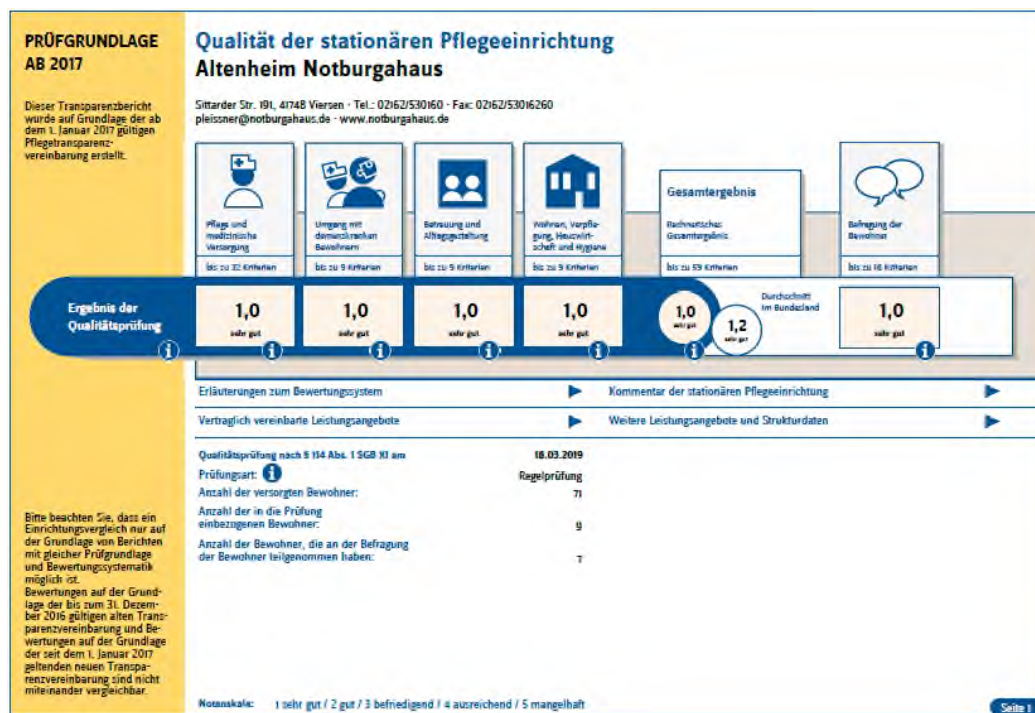 PRÜFGRUNDLAGE
AB 2017
Dieser Transparenzbericht
wurde auf Grundlage der ab
dem 1. Januar 2017 gültigen
Pflegetransparenz-
vereinbarung erstellt.
Qualität der stationären Pflegeeinrichtung
Altenheim Notburgahaus
Sittarder Str. 191, 41748 Viersen · Tel.: 02162/530160 · Fax: 02162/53016260
pleissner@notburgahaus.de · www.notburgahaus.de
Pflege und
medizinische
Versorgung
bis zu 32 Kriterien
Umgang mit
demenzkranken
Bewohnern
bis zu 9 Kriterien
Betreuung und
Alltagsgestaltung
bis zu 9 Kriterien
Wohnen, Verpfle-
gung, Hauswirt-
schaft und Hygiene
bis zu 9 Kriterien
Gesamtergebnis
Rechnerisches
Gesamtergebnis
bis zu 59 Kriterien
Befragung der
Bewohner
bis zu 18 Kriterien
Ergebnis der
Qualitätsprüfung
1,0
sehr gut
1,0
sehr gut
1,0
sehr gut
1,0
sehr gut
1,0
sehr gut
1,2
sehr gut
Durchschnitt
im Bundesland
1,0
sehr gut
Erläuterungen zum Bewertungssystem
Kommentar der stationären Pflegeeinrichtung
Vertraglich vereinbarte Leistungsangebote
Weitere Leistungsangebote und Strukturdaten
Qualitätsprüfung nach § 114 Abs. 1 SGB XI am 18.03.2019
Prüfungsart: Regelprüfung
Anzahl der versorgten Bewohner: 71
Anzahl der in die Prüfung
einbezogenen Bewohner: 9
Anzahl der Bewohner, die an der Befragung
der Bewohner teilgenommen haben: 7
Bitte beachten Sie, dass ein
Einrichtungsvergleich nur auf
der Grundlage von Berichten
mit gleicher Prüfgrundlage
und Bewertungssystematik
möglich ist.
Bewertungen auf der Grund-
lage der bis zum 31. Dezem-
ber 2016 gültigen alten Trans-
parenzvereinbarung und Be-
wertungen auf der Grundlage
der seit dem 1. Januar 2017
geltenden neuen Transpa-
renzvereinbarung sind nicht
miteinander vergleichbar.
Notenskala: 1 sehr gut / 2 gut / 3 befriedigend / 4 ausreichend / 5 mangelhaft
Seite 1